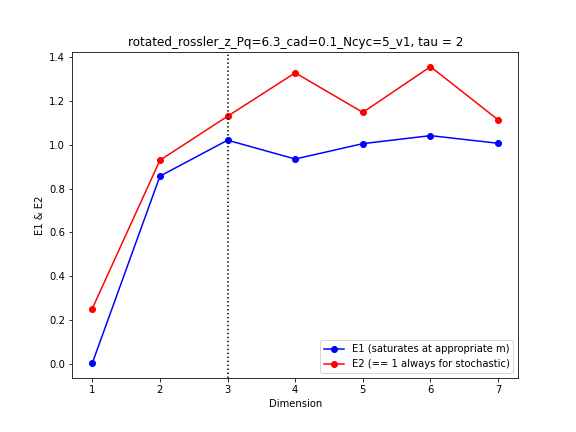 rotated_rossler_z_Pq=6.3_cad=0.1_Ncyc=5_v1, tau = 2
1.4
1.2
1.0
0.8
0.6
0.4
0.2
0.0
E1 & E2
E1 (saturates at appropriate m)
E2 (== 1 always for stochastic)
1 2 3 4 5 6 7
Dimension